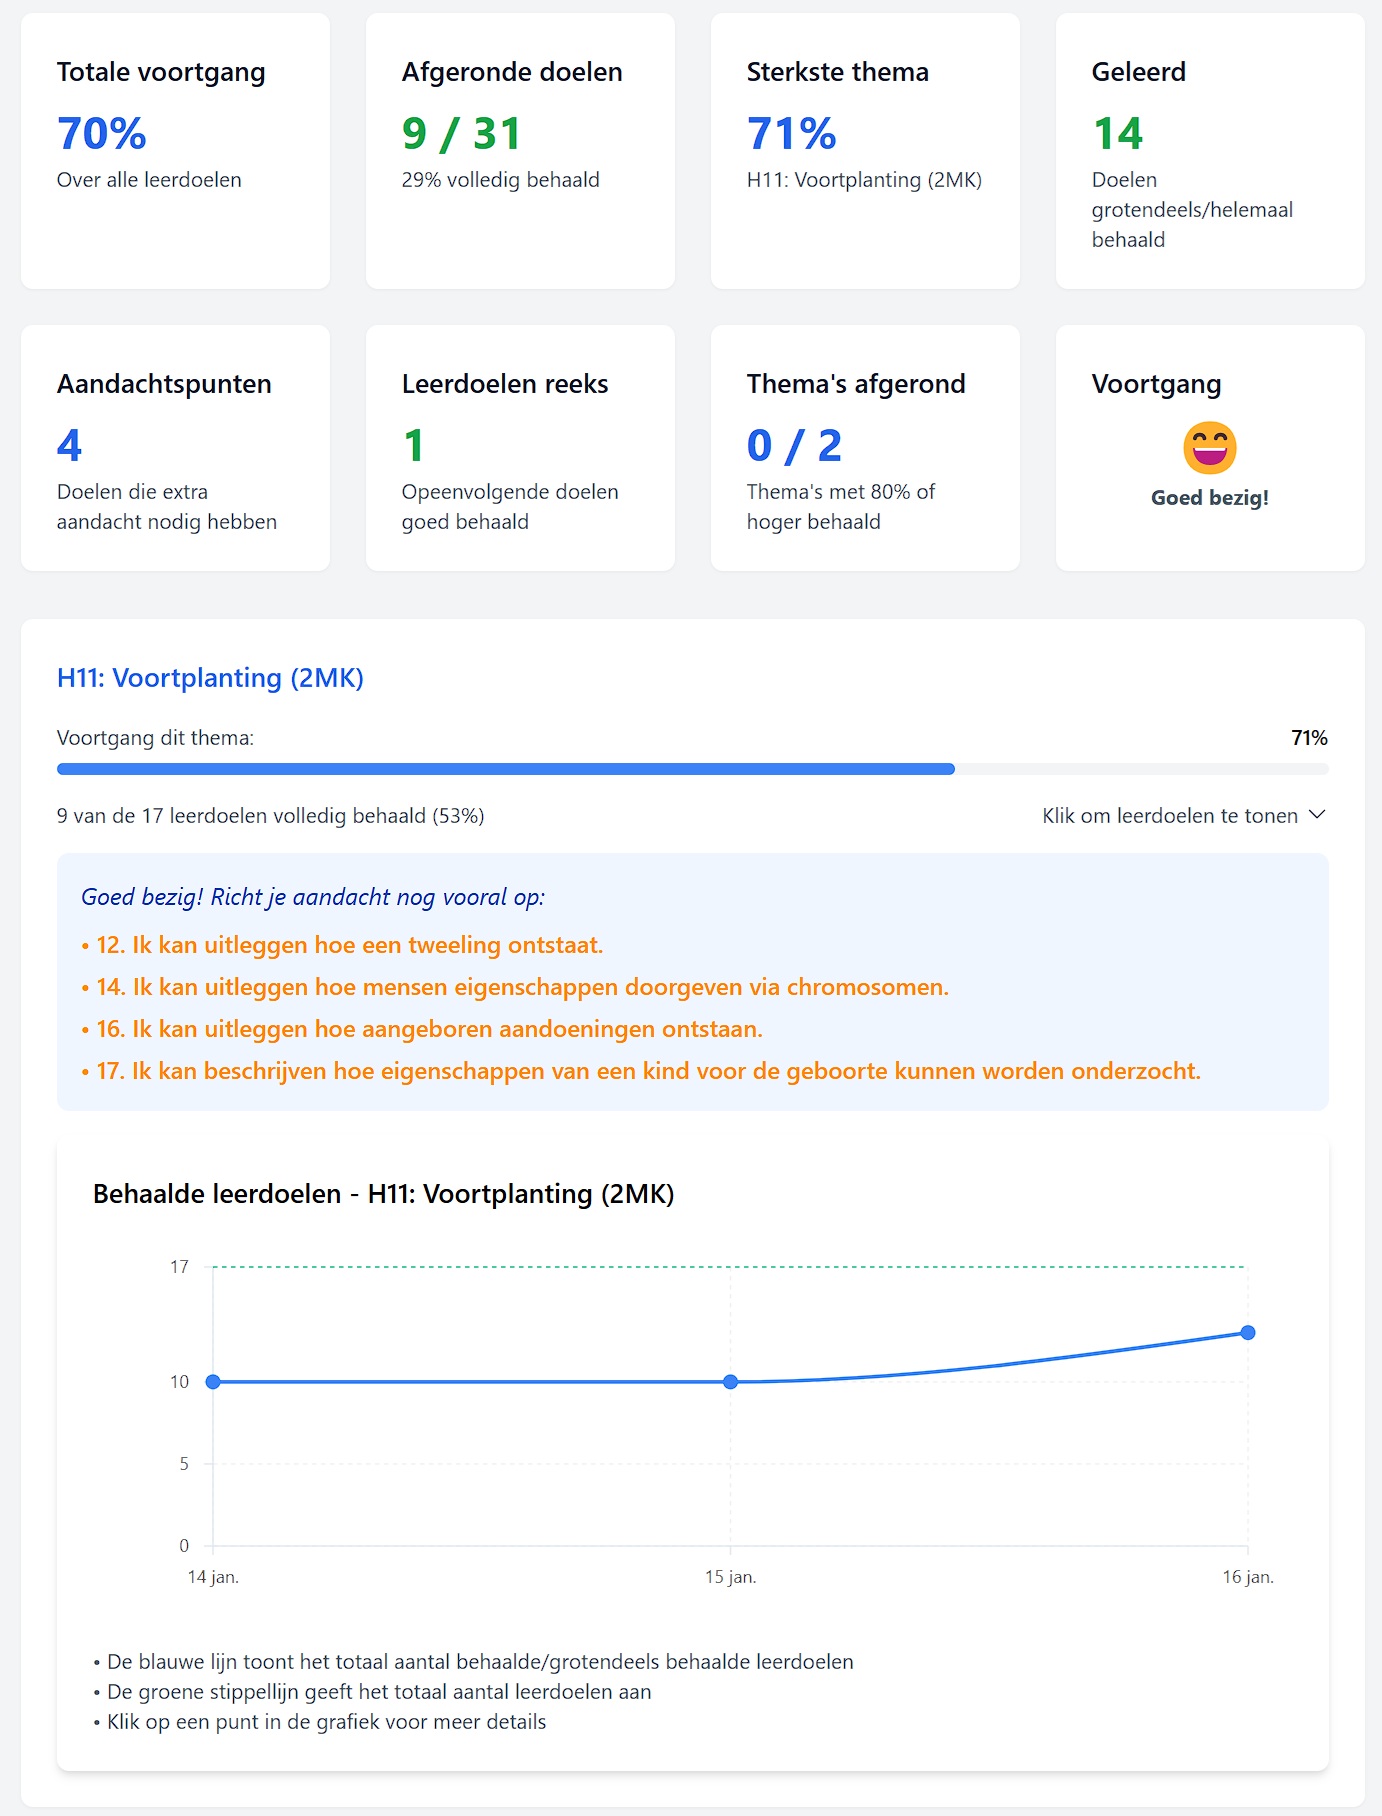 Totale voortgang
70%
Over alle leerdoelen
Afgeronde doelen
9 / 31
29% volledig behaald
Sterkste thema
71%
H11: Voortplanting (2MK)
Geleerd
14
Doelen
grotendeels/helemaal
behaald
Aandachtspunten
4
Doelen die extra
aandacht nodig hebben
Leerdoelen reeks
1
Opeenvolgende doelen
goed behaald
Thema's afgerond
0 / 2
Thema's met 80% of
hoger behaald
Voortgang
Goed bezig!
H11: Voortplanting (2MK)
Voortgang dit thema:
71%
9 van de 17 leerdoelen volledig behaald (53%)
Klik om leerdoelen te tonen
Goed bezig! Richt je aandacht nog vooral op:
• 12. Ik kan uitleggen hoe een tweeling ontstaat.
• 14. Ik kan uitleggen hoe mensen eigenschappen doorgeven via chromosomen.
• 16. Ik kan uitleggen hoe aangeboren aandoeningen ontstaan.
• 17. Ik kan beschrijven hoe eigenschappen van een kind voor de geboorte kunnen worden onderzocht.
Behaalde leerdoelen - H11: Voortplanting (2MK)
17
10
5
0
14 jan.
15 jan.
16 jan.
• De blauwe lijn toont het totaal aantal behaalde/grotendeels behaalde leerdoelen
• De groene stippellijn geeft het totaal aantal leerdoelen aan
• Klik op een punt in de grafiek voor meer details